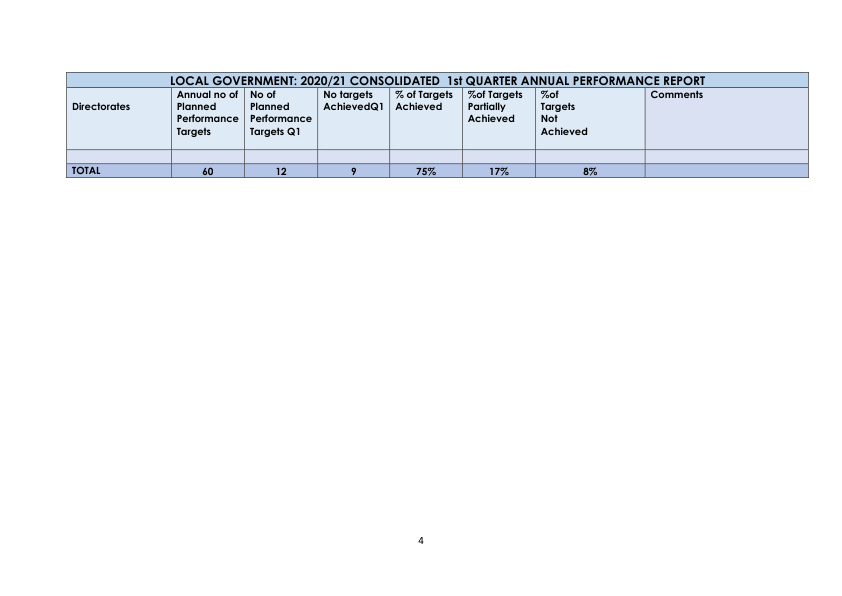 LOCAL GOVERNMENT: 2020/21 CONSOLIDATED  1st QUARTER ANNUAL PERFORMANCE REPORT
Directorates
Annual no of
Planned
Performance
Targets
No of
Planned
Performance
Targets Q1
No targets
AchievedQ1
% of Targets
Achieved
%of Targets
Partially
Achieved
%of
Targets
Not
Achieved
Comments
TOTAL 60 12 9 75% 17% 8%
4